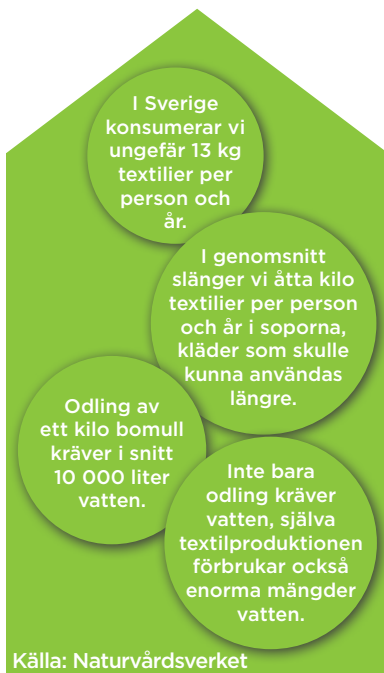 I Sverige
konsumerar vi
ungefär 13 kg
textilier per
person och
år.
I genomsnitt
slänger vi åtta kilo
textilier per person
och år i soporna,
kläder som skulle
kunna användas
längre.
Odling av
ett kilo bomull
kräver i snitt
10 000 liter
vatten.
Inte bara
odling kräver
vatten, själva
textilproduktionen
förbrukar också
enorma mängder
vatten.
Källa: Naturvårdsverket